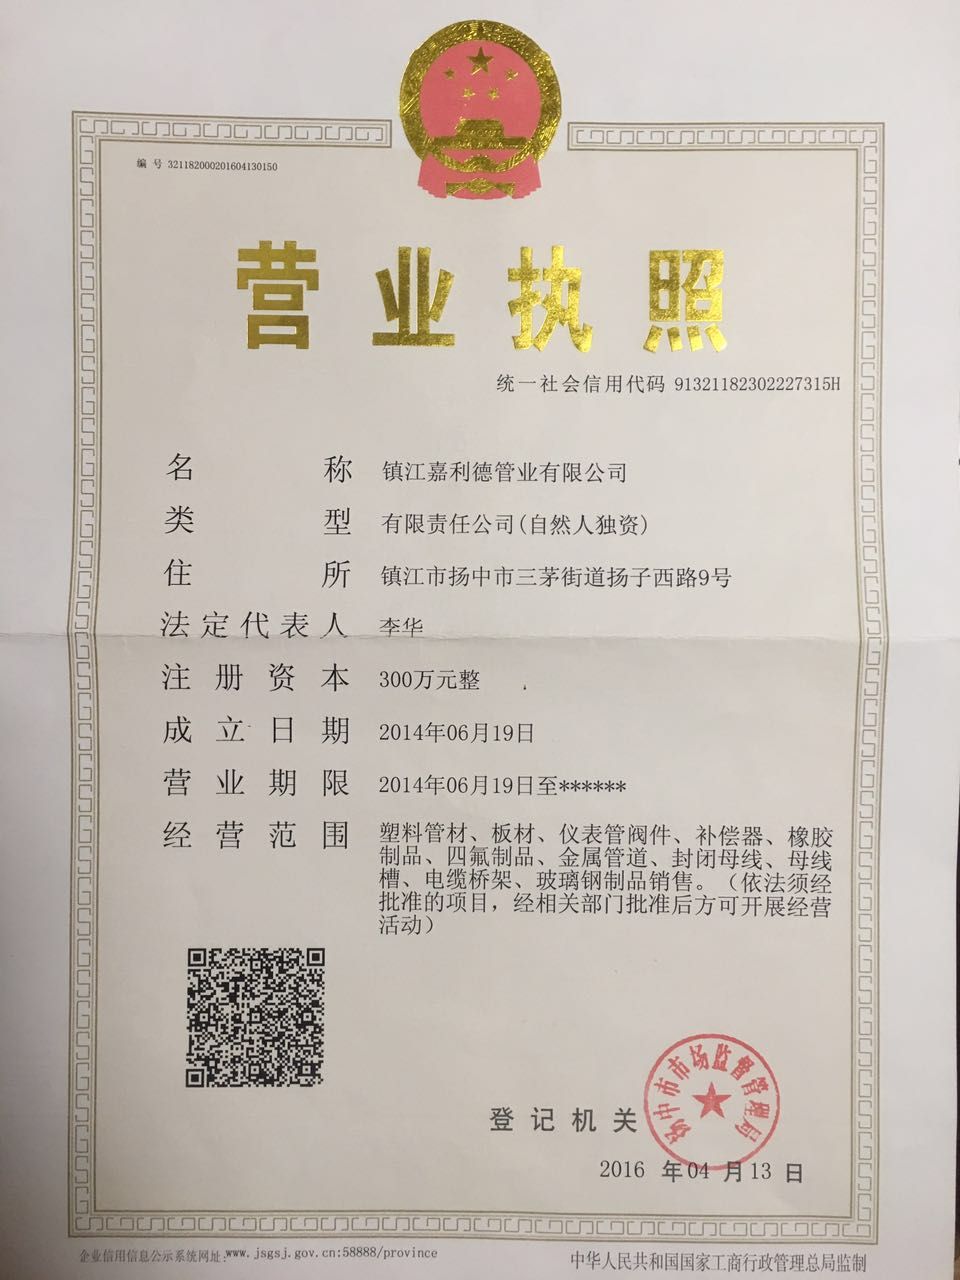 编 号 321182000201604130150
营业执照
统一社会信用代码 91321182302227315H
名称 镇江嘉利德管业有限公司
类型 有限责任公司(自然人独资)
住所 镇江市扬中市三茅街道扬子西路9号
法定代表人 李华
注册资本 300万元整
成立日期 2014年06月19日
营业期限 2014年06月19日至******
经营范围 塑料管材、板材、仪表管阀件、补偿器、橡胶
制品、四氟制品、金属管道、封闭母线、母线
槽、电缆桥架、玻璃钢制品销售。（依法须经
批准的项目，经相关部门批准后方可开展经营
活动）
扬中市市场监督管理局
登记机关
2016 年04 月13 日
企业信用信息公示系统网址:www.jsgsj.gov.cn:58888/province
中华人民共和国国家工商行政管理总局监制